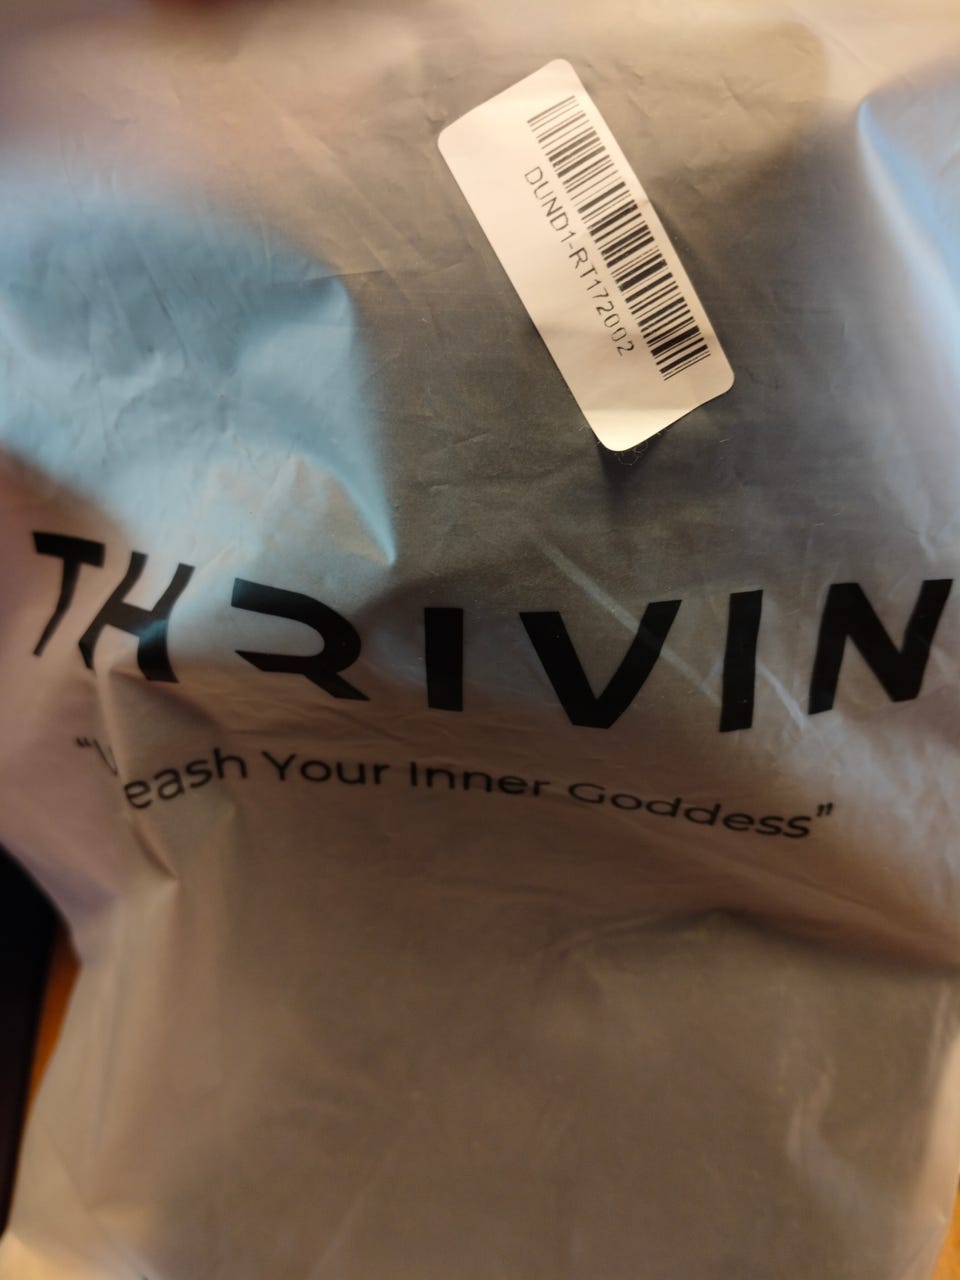 DUND1-RT172002
THRIVIN
eash Your Inner Goddess”